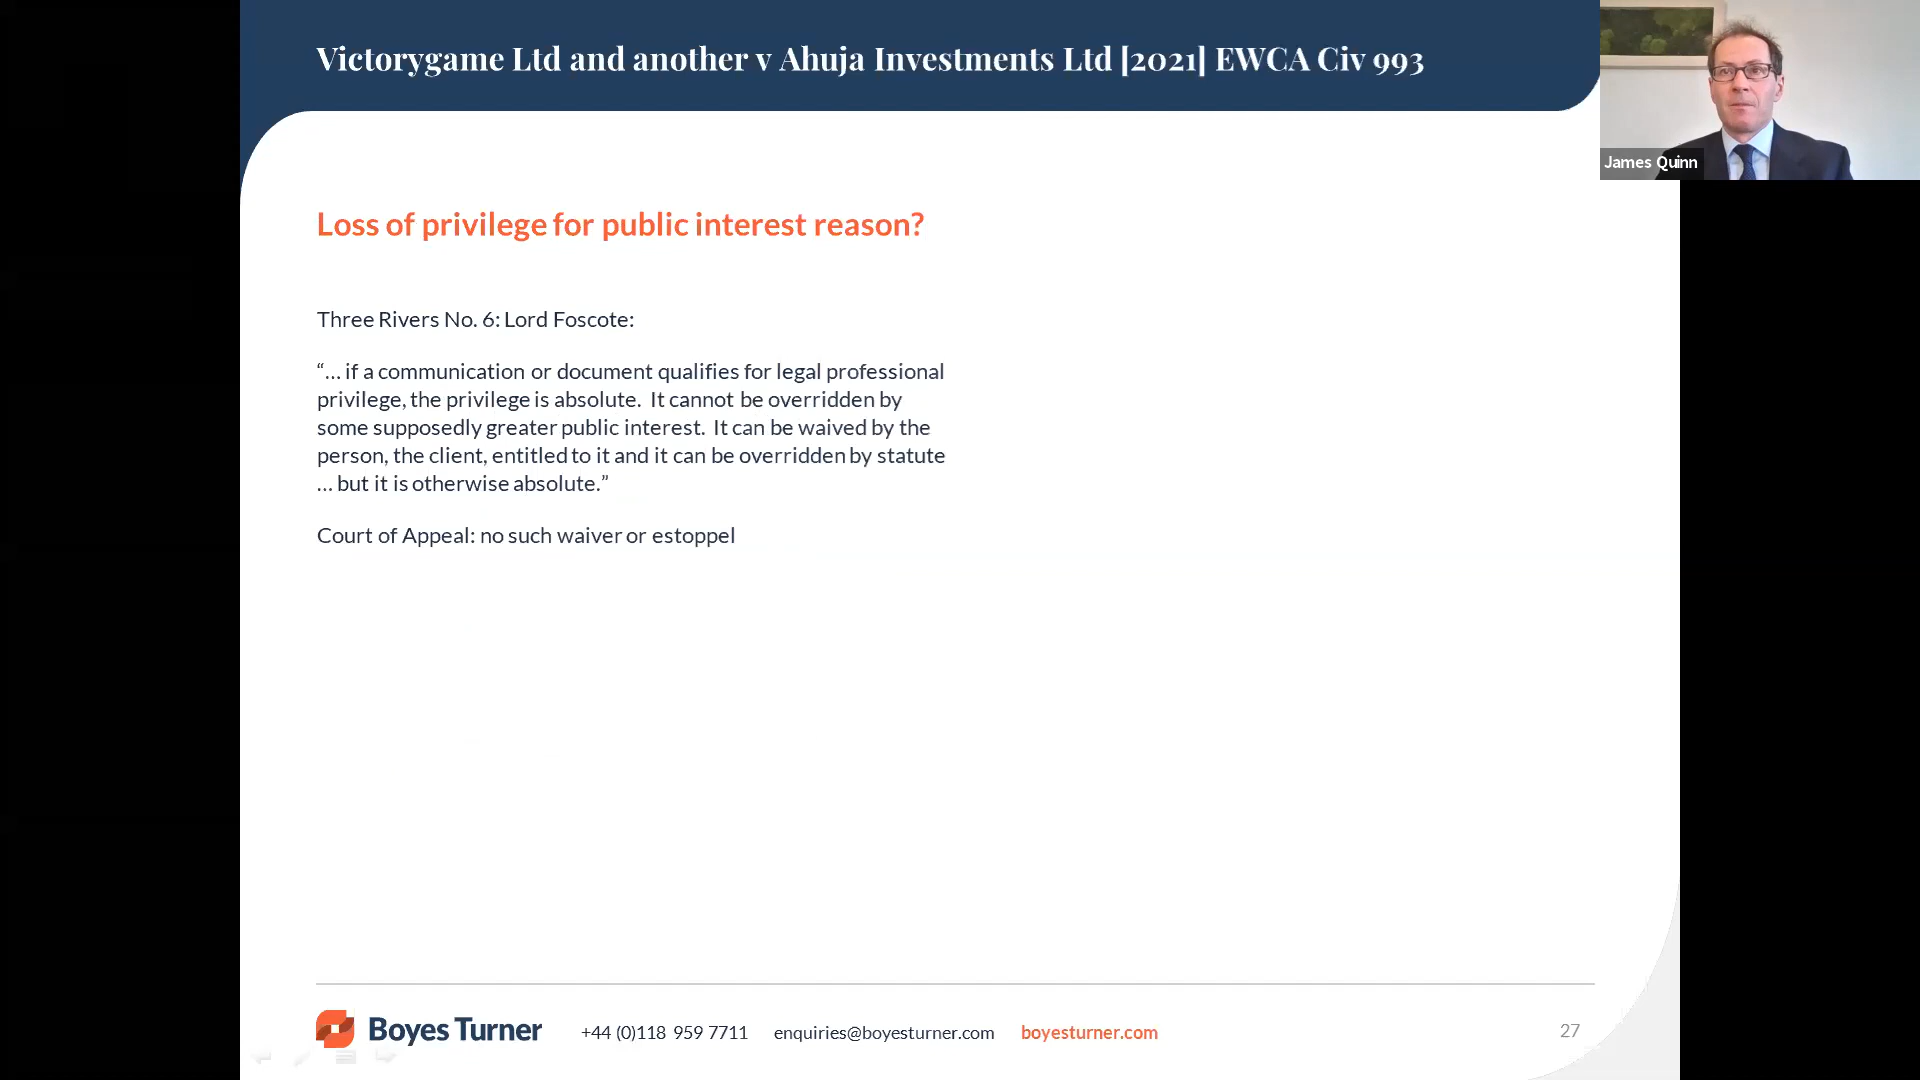 Victorygame Ltd and another v Ahuja Investments Ltd [2021] EWCA Civ 993
James Quinn
Loss of privilege for public interest reason?
Three Rivers No. 6: Lord Foscote:
“… if a communication or document qualifies for legal professional
privilege, the privilege is absolute. It cannot be overridden by
some supposedly greater public interest. It can be waived by the
person, the client, entitled to it and it can be overridden by statute
… but it is otherwise absolute.”
Court of Appeal: no such waiver or estoppel
Boyes Turner
+44 (0)118 959 7711 enquiries@boyesturner.com boyesturner.com
27